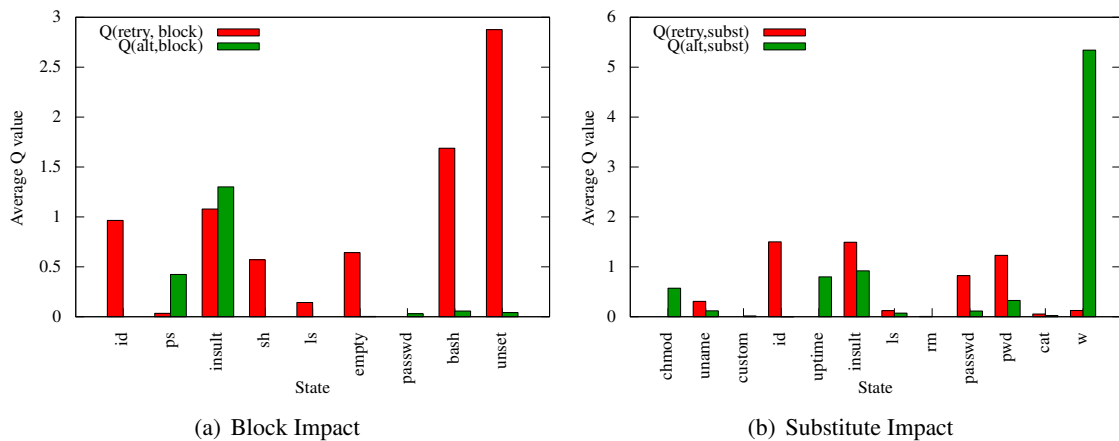 Q(retry, block)
Q(alt,block)
3
2.5
2
1.5
1
0.5
0
Average Q value
id
ps
insult
sh
ls
empty
passwd
bash
unset
State
(a) Block Impact
Q(retry,subst)
Q(alt,subst)
6
5
4
3
2
1
0
Average Q value
chmod
uname
custom
id
uptime
insult
ls
rm
passwd
pwd
cat
w
State
(b) Substitute Impact